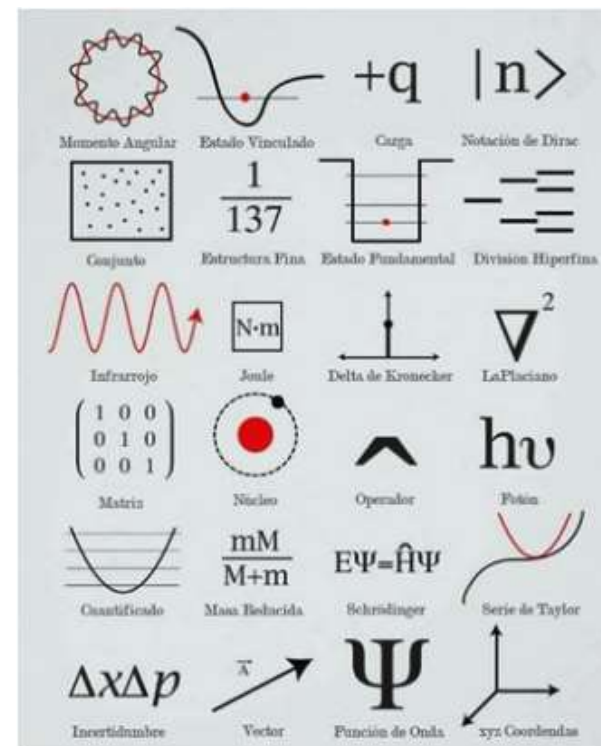 +q |n>
Momento Angular Estado Vinculado Carga Notación de Dirac
1
137
Conjunto Estructura Fina Estado Fundamental División Hiperfina
N·m
∇²
Infrarrojo Joule Delta de Kronecker LaPlaciano
1 0 0
0 1 0
0 0 1
hυ
Matriz Núcleo Operador Fotón
mM
M+m
EΨ=ĤΨ
Cuantificado Masa Reducida Schrödinger Serie de Taylor
ΔxΔp
A
Ψ
Incertidumbre Vector Función de Onda xyz Coordendas